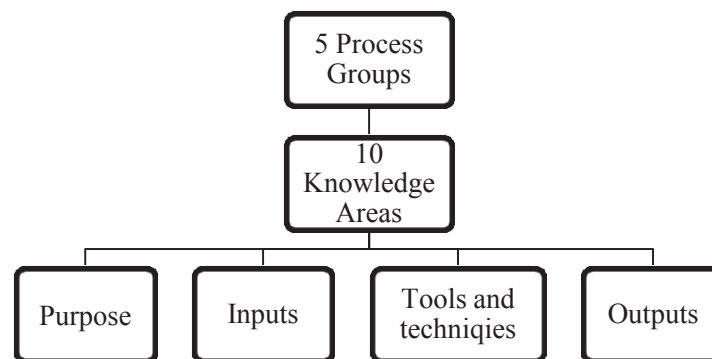 5 Process
Groups
10
Knowledge
Areas
Purpose
Inputs
Tools and
techniqies
Outputs